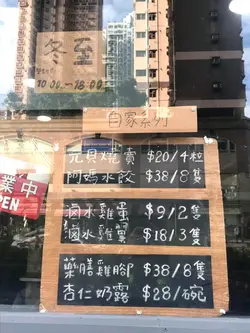 冬至
10:00-18:00
自家系列
元貝燒賣 $20/4粒
阿媽水餃 $38/8隻
滷水雞蛋 $9/2隻
滷水雞翼 $18/3隻
藥膳雞腳 $38/8隻
杏仁奶露 $28/碗
業中
OPEN